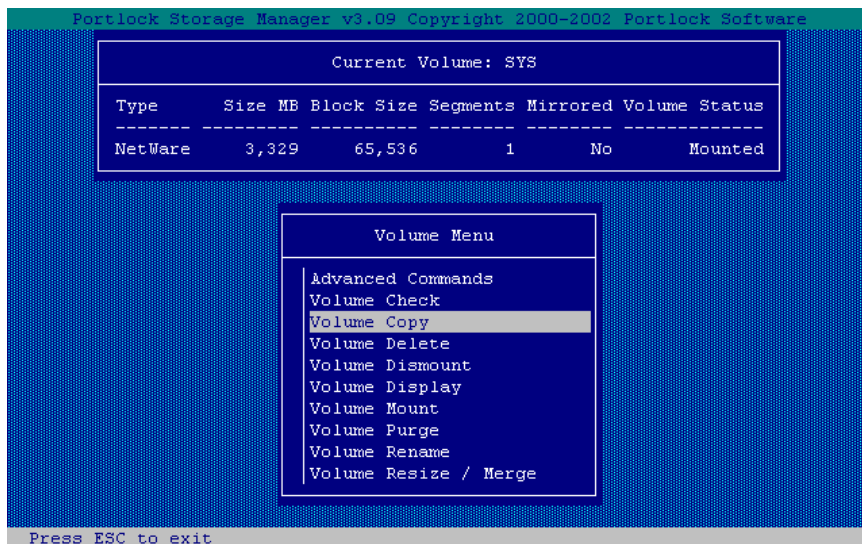 Portlock Storage Manager v3.09 Copyright 2000-2002 Portlock Software
Current Volume: SYS
Type Size MB Block Size Segments Mirrored Volume Status
------- --------- ---------- -------- -------- -------------
NetWare 3,329 65,536 1 No Mounted
Volume Menu
Advanced Commands
Volume Check
Volume Copy
Volume Delete
Volume Dismount
Volume Display
Volume Mount
Volume Purge
Volume Rename
Volume Resize / Merge
Press ESC to exit